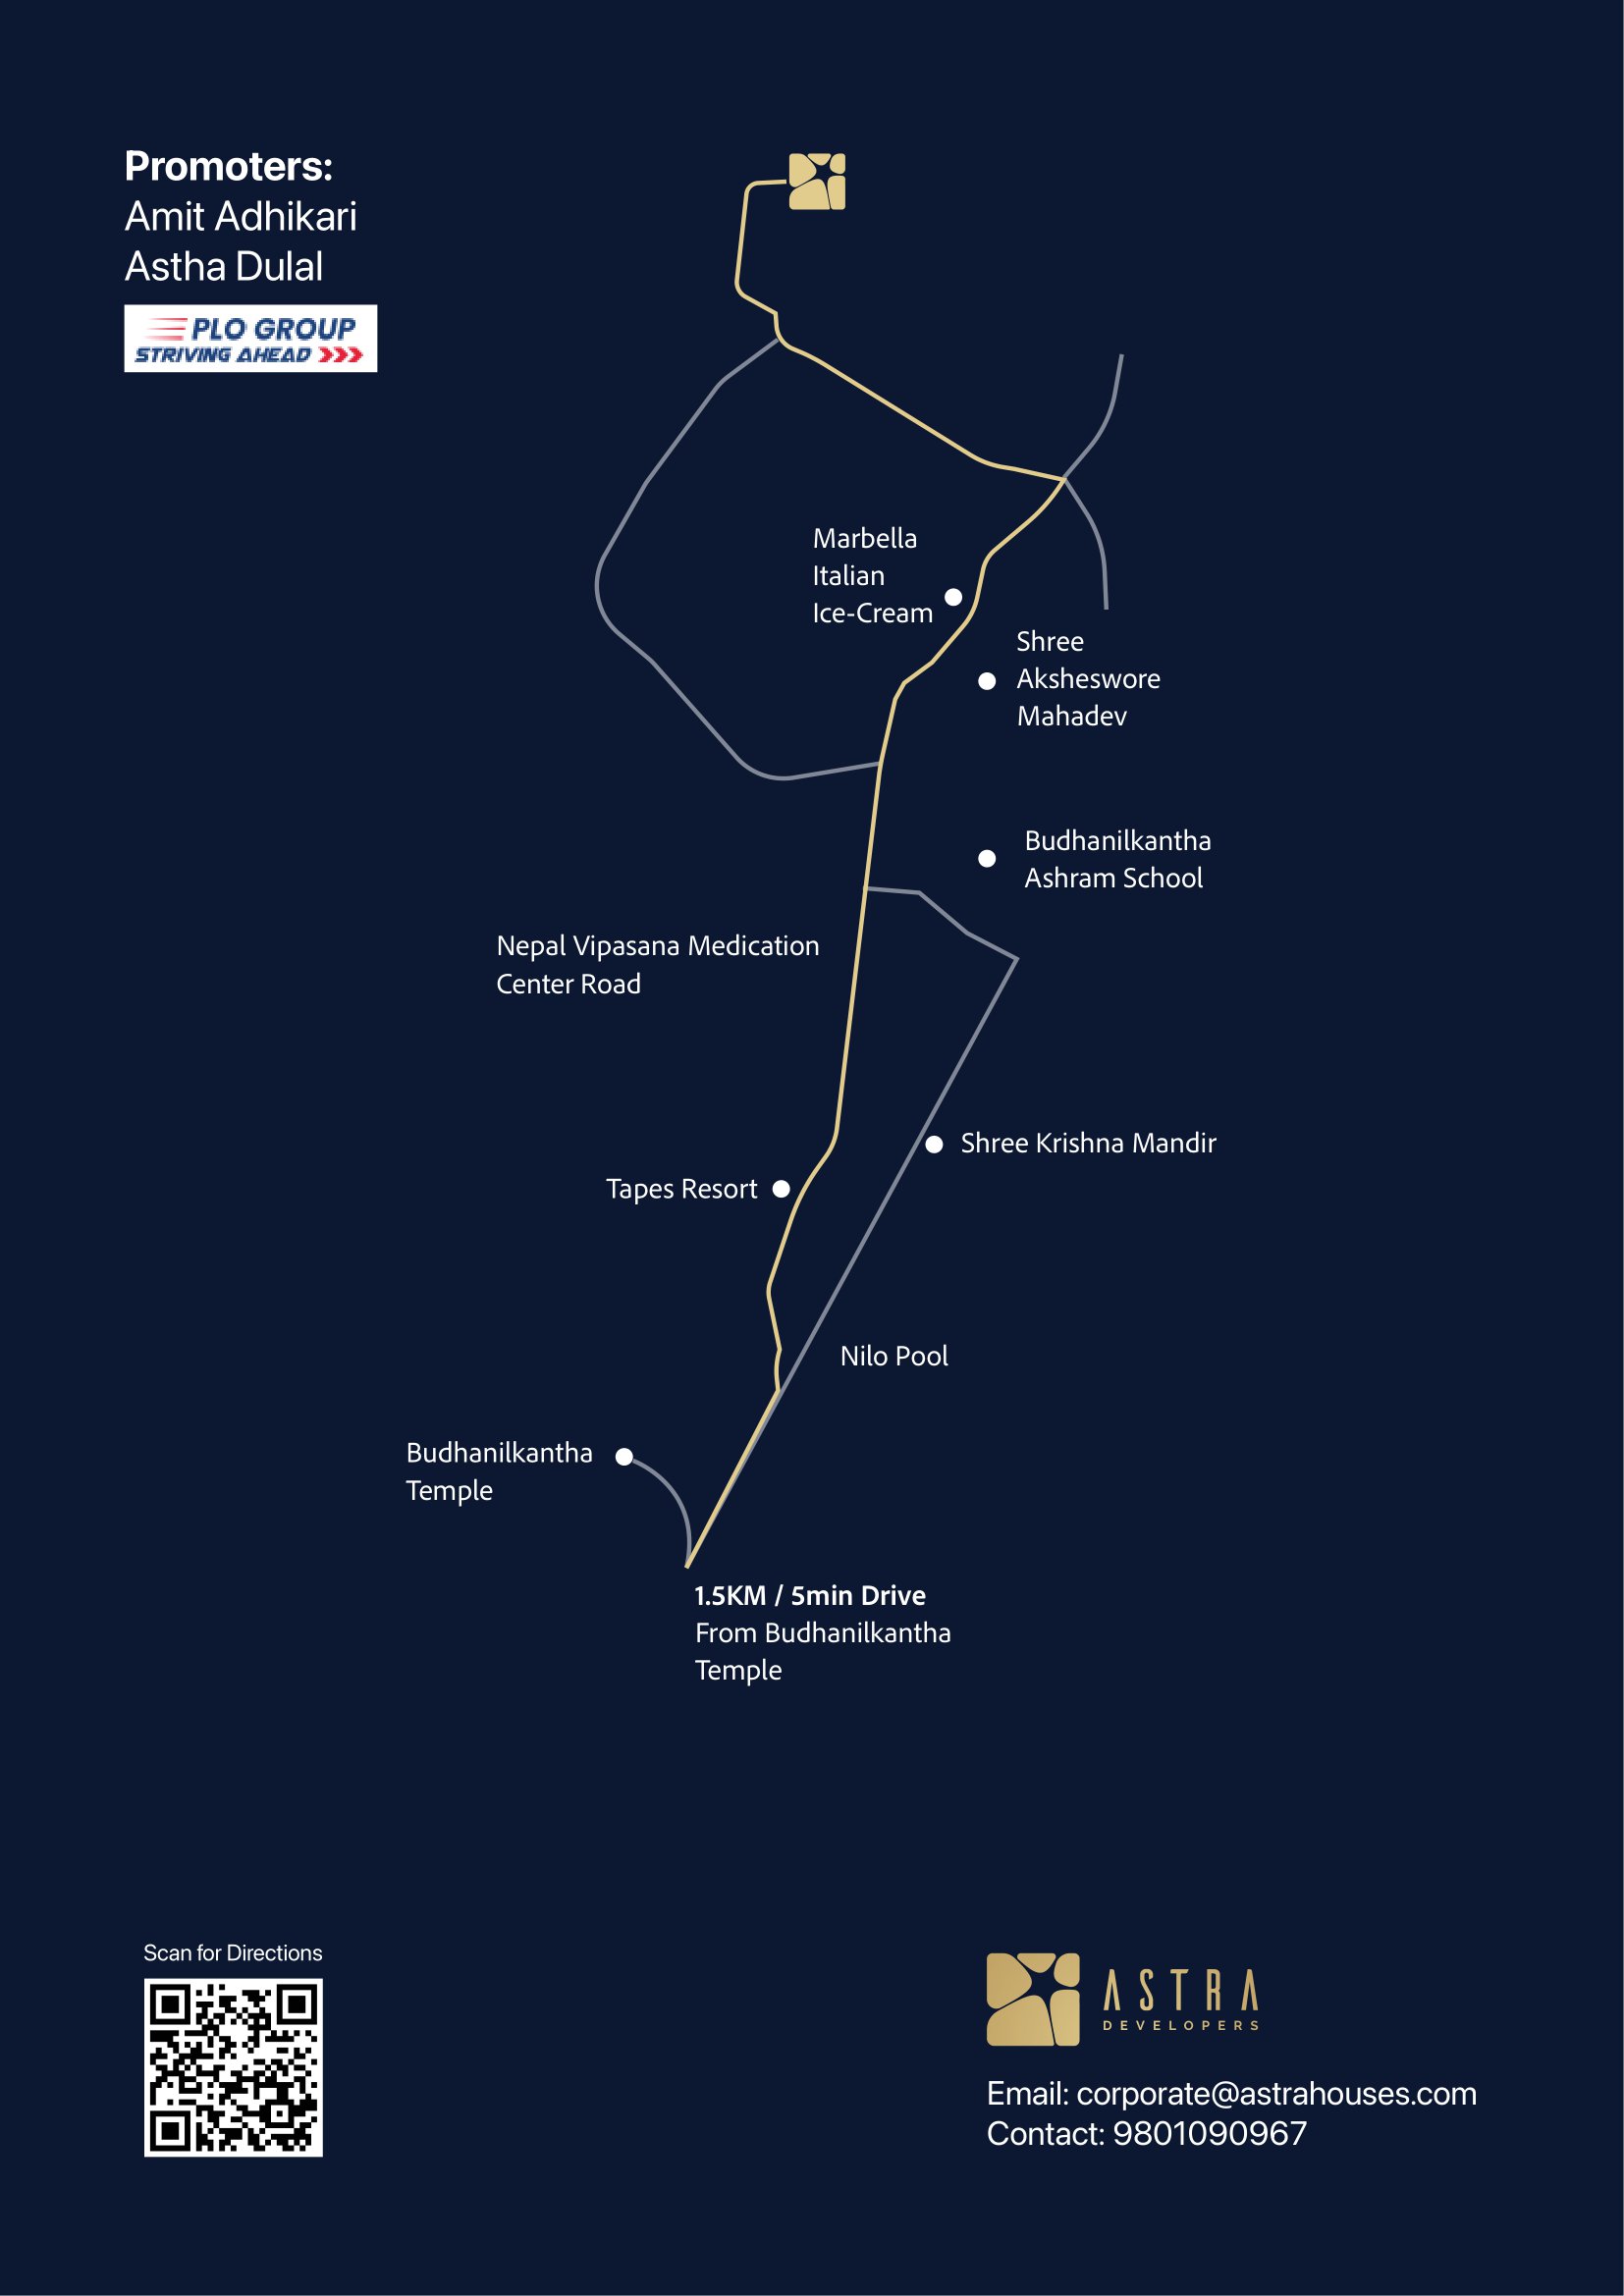 Promoters:
Amit Adhikari
Astha Dulal
PLO GROUP
STRIVING AHEAD
Marbella
Italian
Ice-Cream
Shree
Aksheswore
Mahadev
Budhanilkantha
Ashram School
Nepal Vipasana Medication
Center Road
Shree Krishna Mandir
Tapes Resort
Nilo Pool
Budhanilkantha
Temple
1.5KM / 5min Drive
From Budhanilkantha
Temple
Scan for Directions
ASTRA
DEVELOPERS
Email: corporate@astrahouses.com
Contact: 9801090967